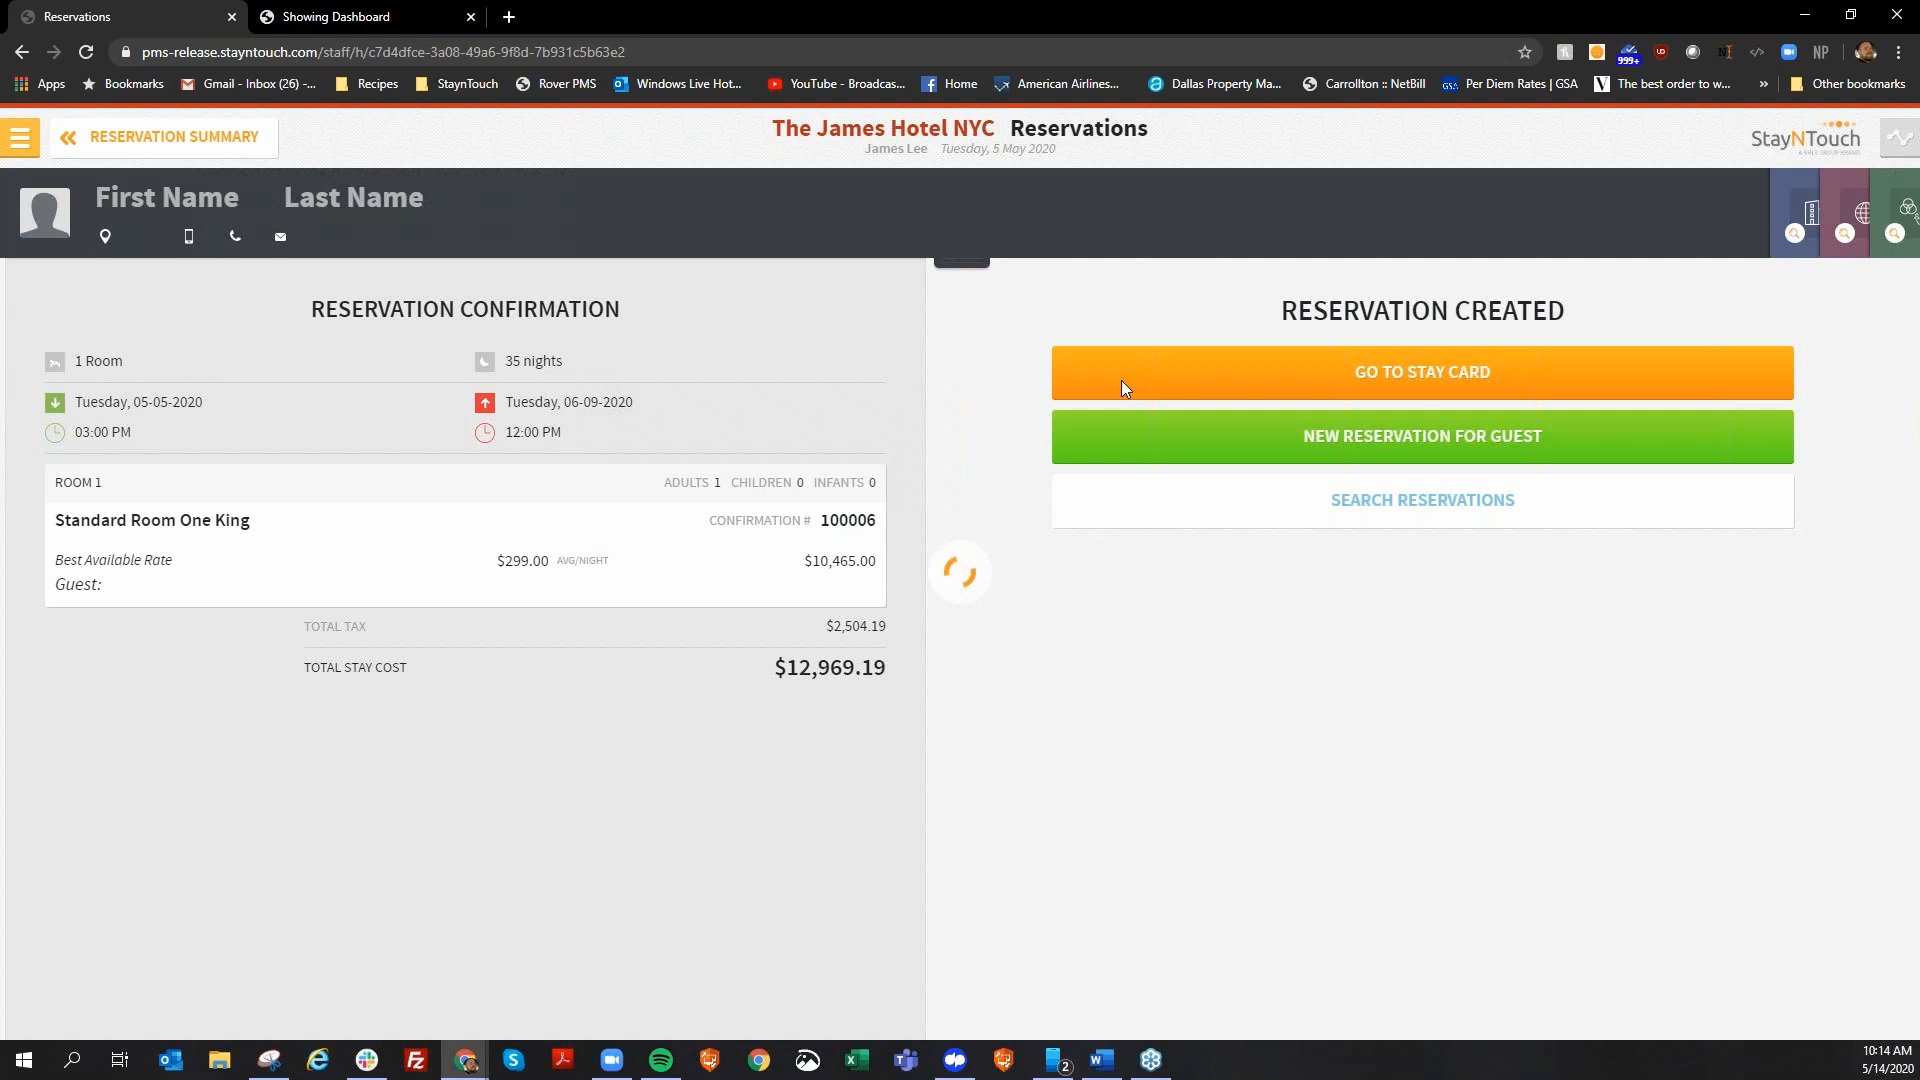 Reservations
Showing Dashboard
pms-release.stayntouch.com/staff/h/c7d4dfce-3a08-49a6-9f8d-7b931c5b63e2
999+
NP
Apps
Bookmarks
Gmail - Inbox (26) -...
Recipes
StaynTouch
Rover PMS
Windows Live Hot...
YouTube - Broadcas...
Home
American Airlines...
Dallas Property Ma...
Carrollton :: NetBill
GSA Per Diem Rates | GSA
The best order to w...
Other bookmarks
RESERVATION SUMMARY
The James Hotel NYC Reservations
James Lee Tuesday, 5 May 2020
StayNTouch
First Name Last Name
RESERVATION CONFIRMATION
1 Room
35 nights
Tuesday, 05-05-2020
Tuesday, 06-09-2020
03:00 PM
12:00 PM
ROOM 1
ADULTS 1 CHILDREN 0 INFANTS 0
Standard Room One King
CONFIRMATION # 100006
Best Available Rate
$299.00 AVG/NIGHT
$10,465.00
Guest:
TOTAL TAX
$2,504.19
TOTAL STAY COST
$12,969.19
RESERVATION CREATED
GO TO STAY CARD
NEW RESERVATION FOR GUEST
SEARCH RESERVATIONS
2
10:14 AM
5/14/2020